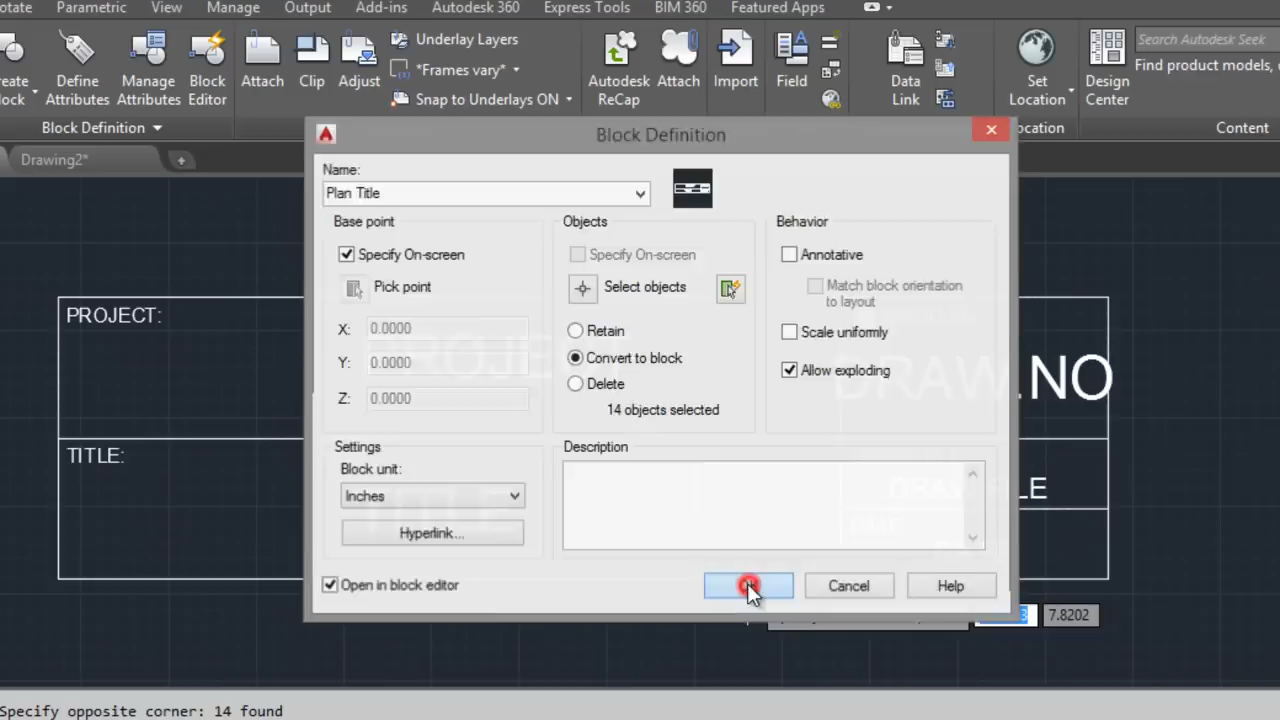 otate Parametric View Manage Output Add-ins Autodesk 360 Express Tools BIM 360 Featured Apps
Define Attributes
Manage Attributes
Block Editor
Attach
Clip
Adjust
Underlay Layers
*Frames vary*
Snap to Underlays ON
Autodesk ReCap
Attach
Import
Field
Data Link
Set Location
Design Center
Search Autodesk Seek
Find product models,
Block Definition
ocation
Content
Drawing2*
Block Definition
Name:
Plan Title
Base point
Specify On-screen
Pick point
X: 0.0000
Y: 0.0000
Z: 0.0000
Objects
Specify On-screen
Select objects
Retain
Convert to block
Delete
14 objects selected
Behavior
Annotative
Match block orientation
to layout
Scale uniformly
Allow exploding
Settings
Block unit:
Inches
Hyperlink...
Description
Open in block editor
Cancel
Help
PROJECT:
TITLE:
PROJECT
DRAW.NO
7.8202
Specify opposite corner: 14 found